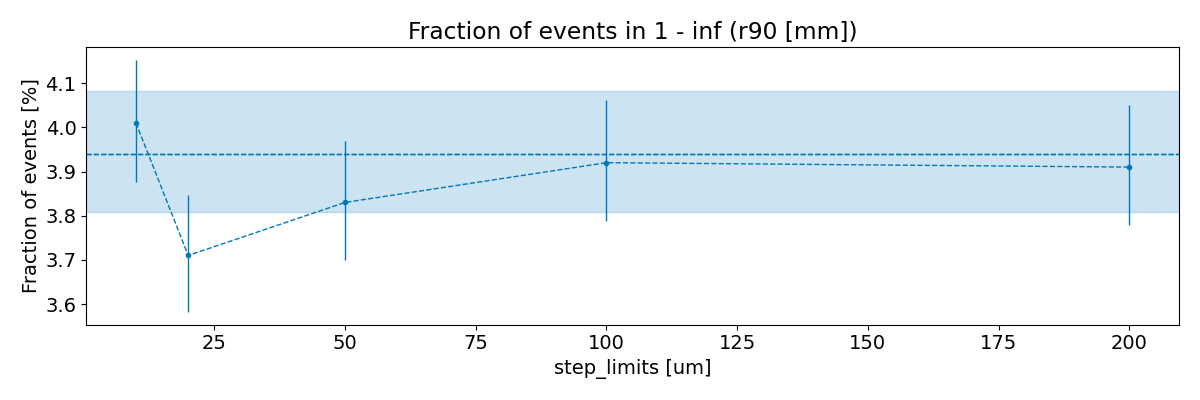 Fraction of events in 1 - inf (r90 [mm])
Fraction of events [%]
4.1
4.0
3.9
3.8
3.7
3.6
25 50 75 100 125 150 175 200
step_limits [um]